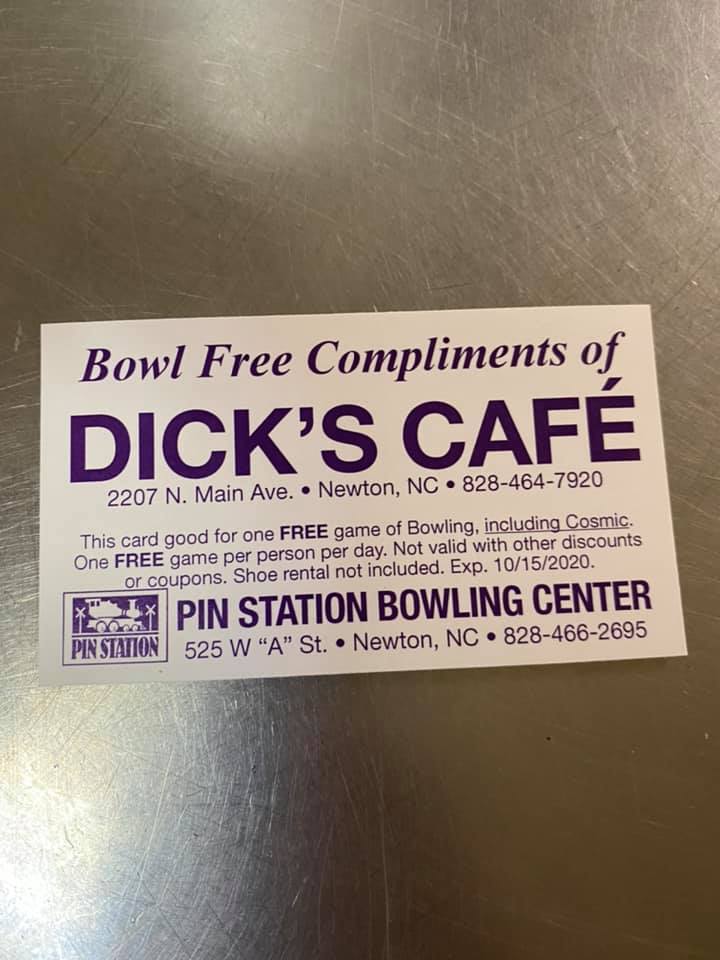 Bowl Free Compliments of
DICK'S CAFÉ
2207 N. Main Ave. • Newton, NC • 828-464-7920
This card good for one FREE game of Bowling, including Cosmic.
One FREE game per person per day. Not valid with other discounts
or coupons. Shoe rental not included. Exp. 10/15/2020.
PIN STATION
PIN STATION BOWLING CENTER
525 W “A” St. • Newton, NC • 828-466-2695